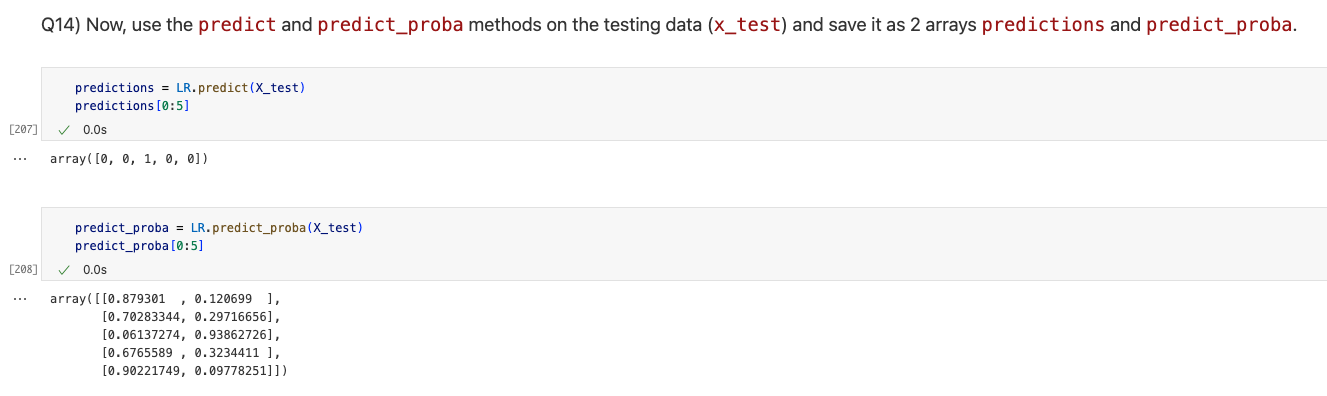 Q14) Now, use the predict and predict_proba methods on the testing data (x_test) and save it as 2 arrays predictions and predict_proba.
predictions = LR.predict(X_test)
predictions[0:5]
[207] ✓ 0.0s
... array([0, 0, 1, 0, 0])
predict_proba = LR.predict_proba(X_test)
predict_proba[0:5]
[208] ✓ 0.0s
... array([[0.879301  , 0.120699  ],
       [0.70283344, 0.29716656],
       [0.06137274, 0.93862726],
       [0.6765589 , 0.3234411 ],
       [0.90221749, 0.09778251]])